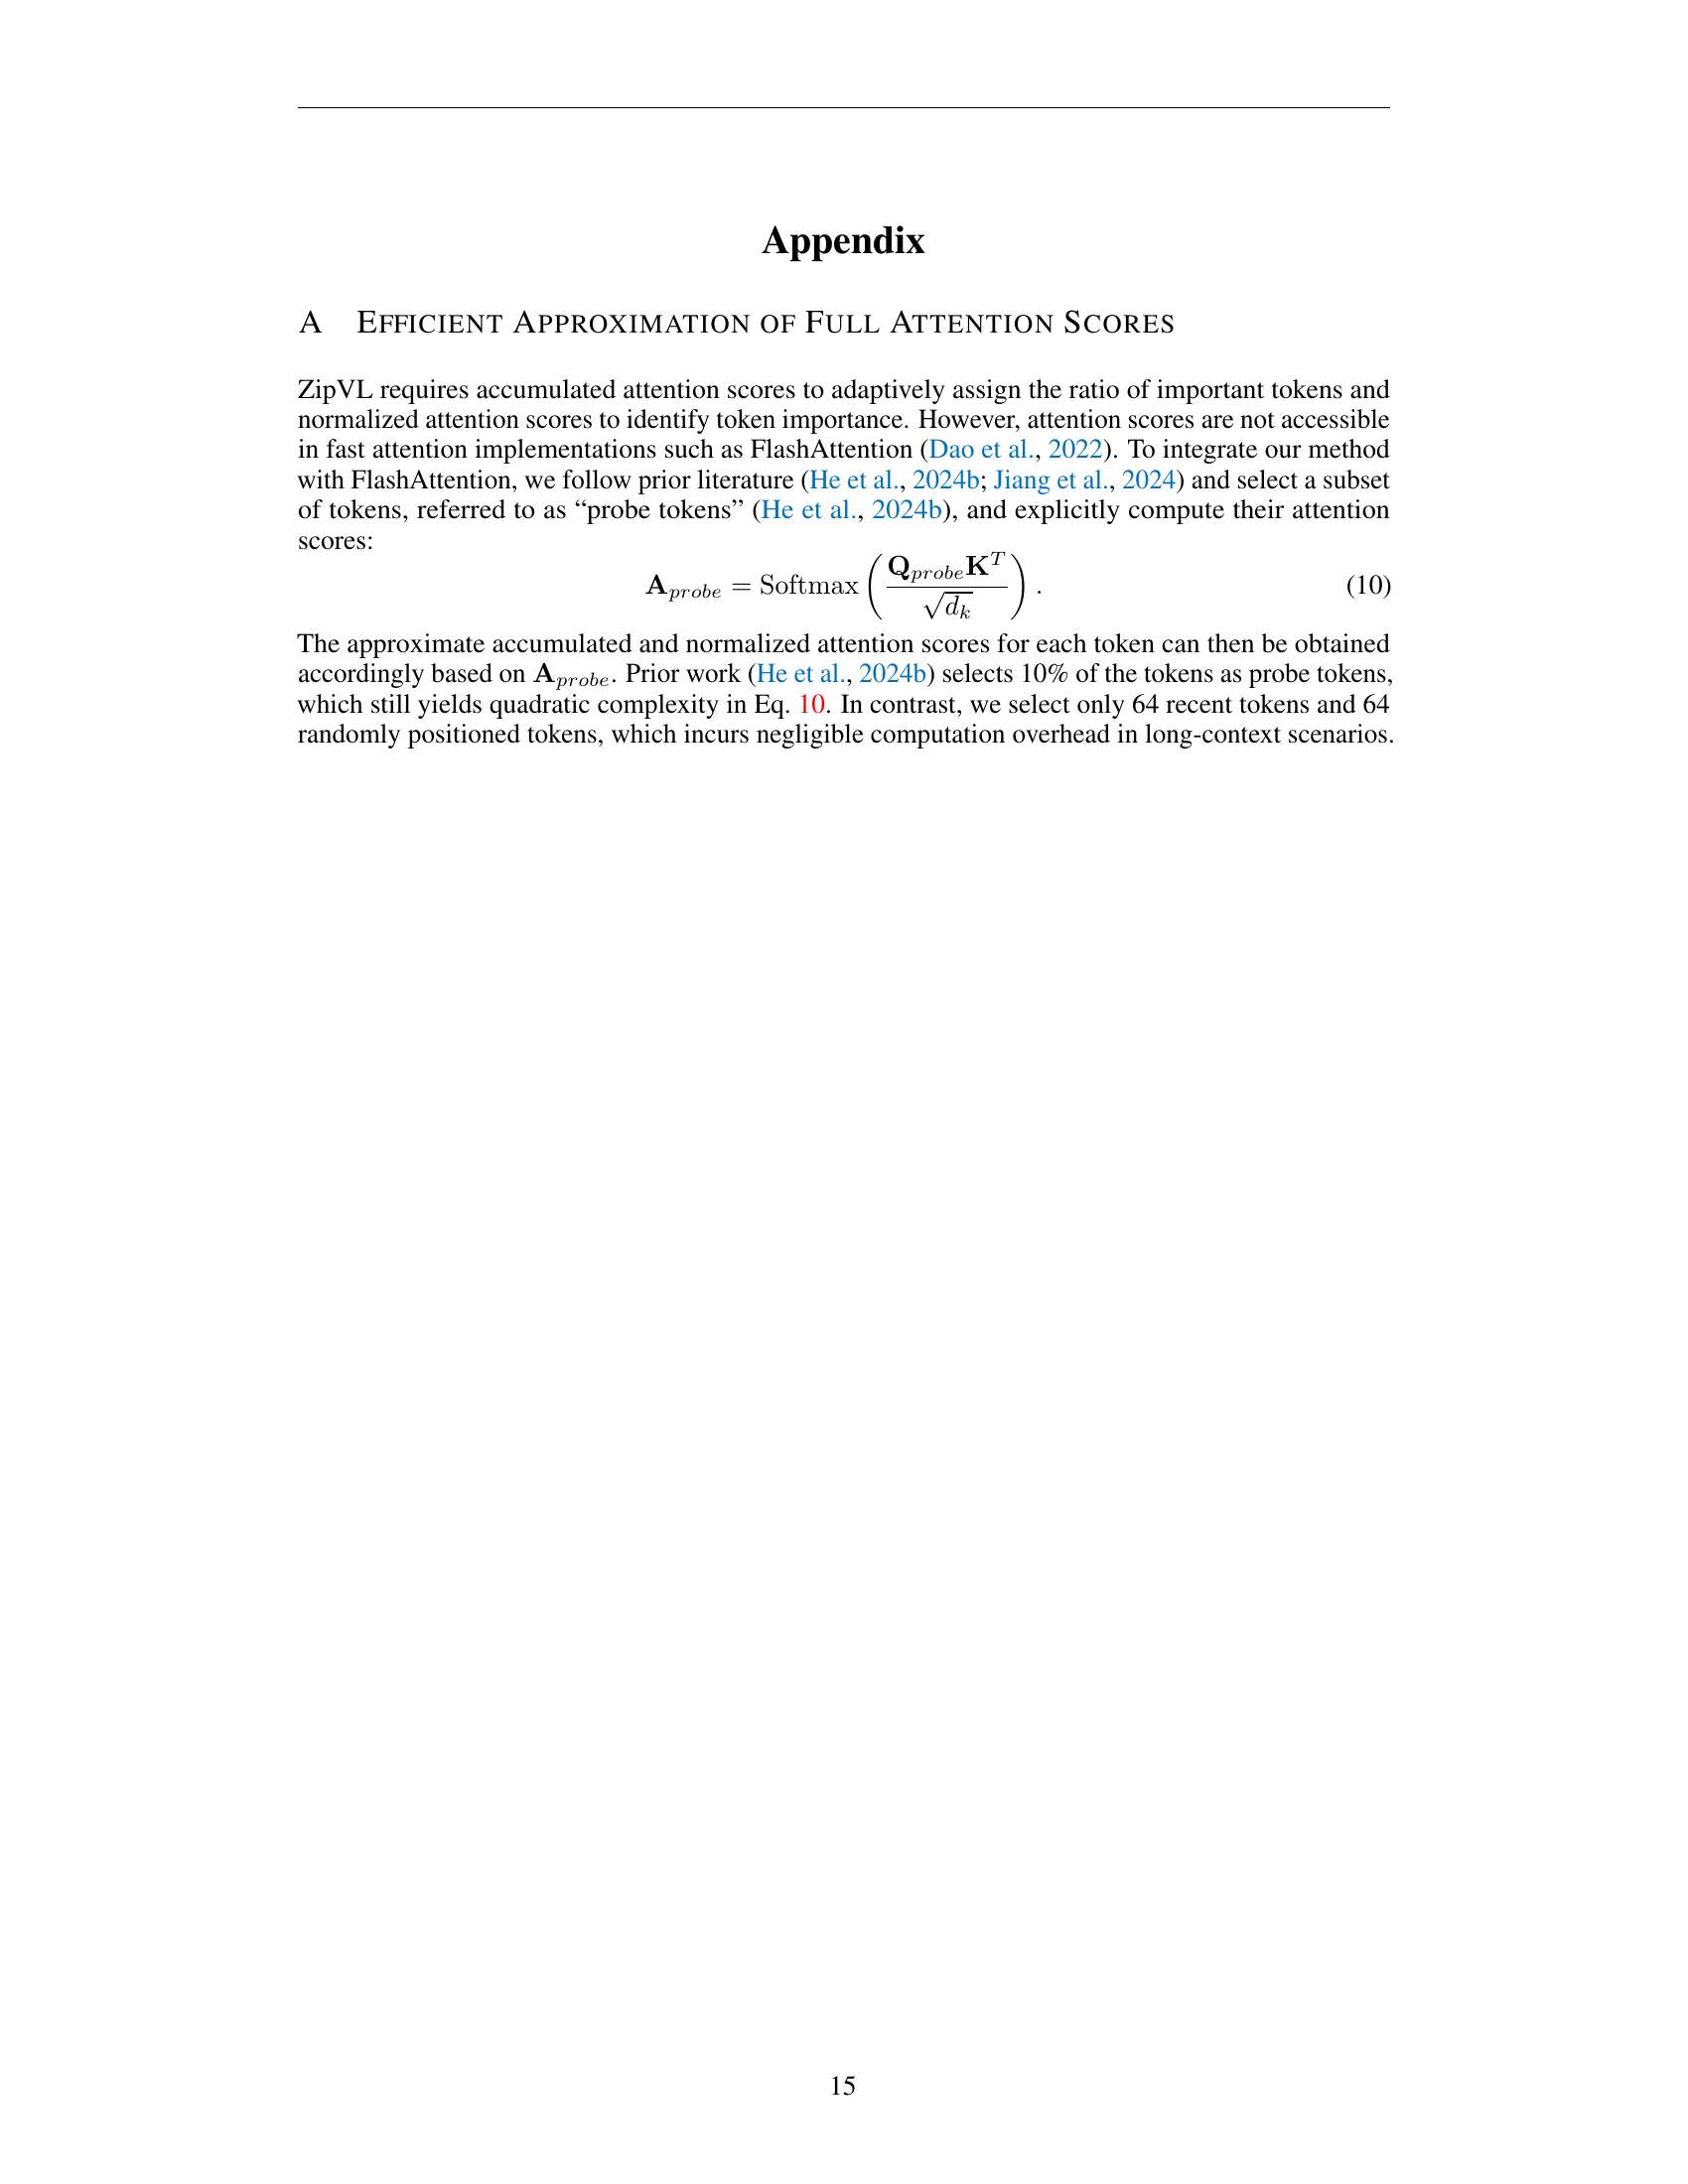 Appendix
A EFFICIENT APPROXIMATION OF FULL ATTENTION SCORES
ZipVL requires accumulated attention scores to adaptively assign the ratio of important tokens and
normalized attention scores to identify token importance. However, attention scores are not accessible
in fast attention implementations such as FlashAttention (Dao et al., 2022). To integrate our method
with FlashAttention, we follow prior literature (He et al., 2024b; Jiang et al., 2024) and select a subset
of tokens, referred to as “probe tokens” (He et al., 2024b), and explicitly compute their attention
scores:
$\mathbf{A}_{probe} = \mathrm{Softmax}\left(\frac{\mathbf{Q}_{probe}\mathbf{K}^T}{\sqrt{d_k}}\right).$ (10)
The approximate accumulated and normalized attention scores for each token can then be obtained
accordingly based on $\mathbf{A}_{probe}$. Prior work (He et al., 2024b) selects 10% of the tokens as probe tokens,
which still yields quadratic complexity in Eq. 10. In contrast, we select only 64 recent tokens and 64
randomly positioned tokens, which incurs negligible computation overhead in long-context scenarios.
15